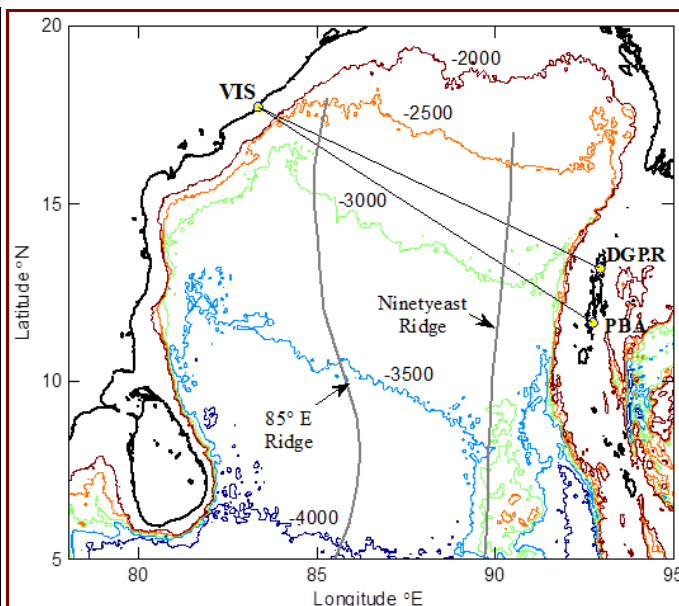 20
-2000
VIS
-2500
15
-3000
DGPR
Ninetyeast
Ridge
PBA
Latitude °N
10
-3500
85° E
Ridge
-4000
5
80
85
90
95
Longitude °E